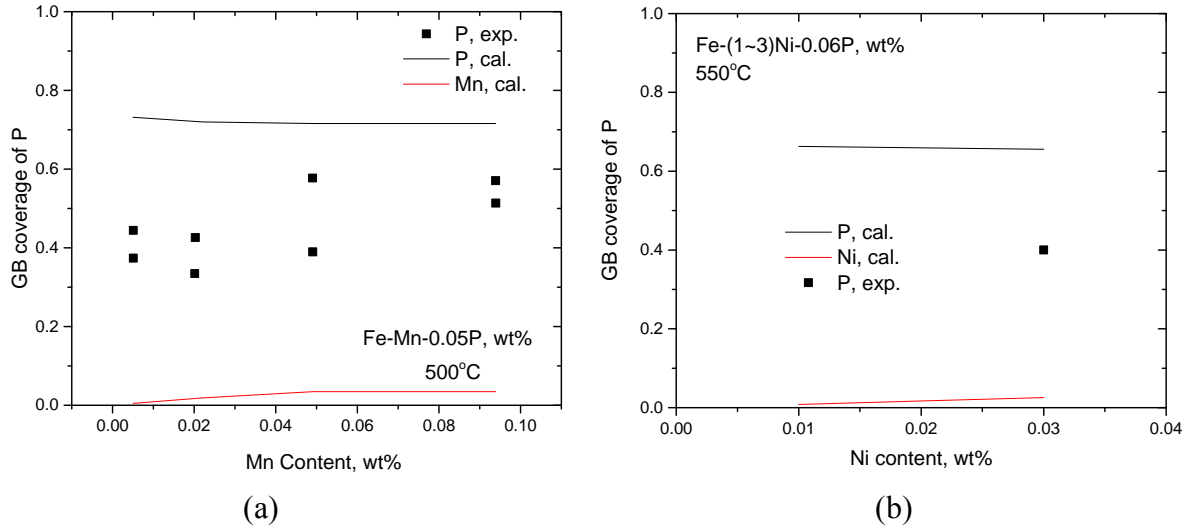 1.0
0.8
0.6
0.4
0.2
0.0
GB coverage of P
P, exp.
P, cal.
Mn, cal.
Fe-Mn-0.05P, wt%
500°C
0.00 0.02 0.04 0.06 0.08 0.10
Mn Content, wt%
(a)
1.0
0.8
0.6
0.4
0.2
0.0
GB coverage of P
Fe-(1~3)Ni-0.06P, wt%
550°C
P, cal.
Ni, cal.
P, exp.
0.00 0.01 0.02 0.03 0.04
Ni content, wt%
(b)